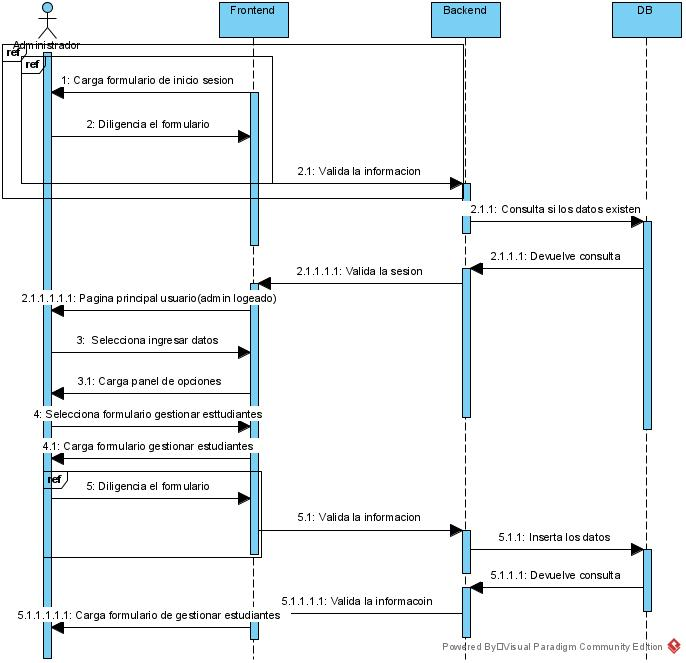 Frontend
Backend
DB
Administrador
ref
ref
1: Carga formulario de inicio sesion
2: Diligencia el formulario
2.1: Valida la informacion
2.1.1: Consulta si los datos existen
2.1.1.1: Devuelve consulta
2.1.1.1.1: Valida la sesion
2.1.1.1.1.1: Pagina principal usuario(admin logeado)
3:  Selecciona ingresar datos
3.1: Carga panel de opciones
4: Selecciona formulario gestionar esttudiantes
4.1: Carga formulario gestionar estudiantes
ref
5: Diligencia el formulario
5.1: Valida la informacion
5.1.1: Inserta los datos
5.1.1.1: Devuelve consulta
5.1.1.1.1: Valida la informacoin
5.1.1.1.1.1: Carga formulario de gestionar estudiantes
Powered By Visual Paradigm Community Edition